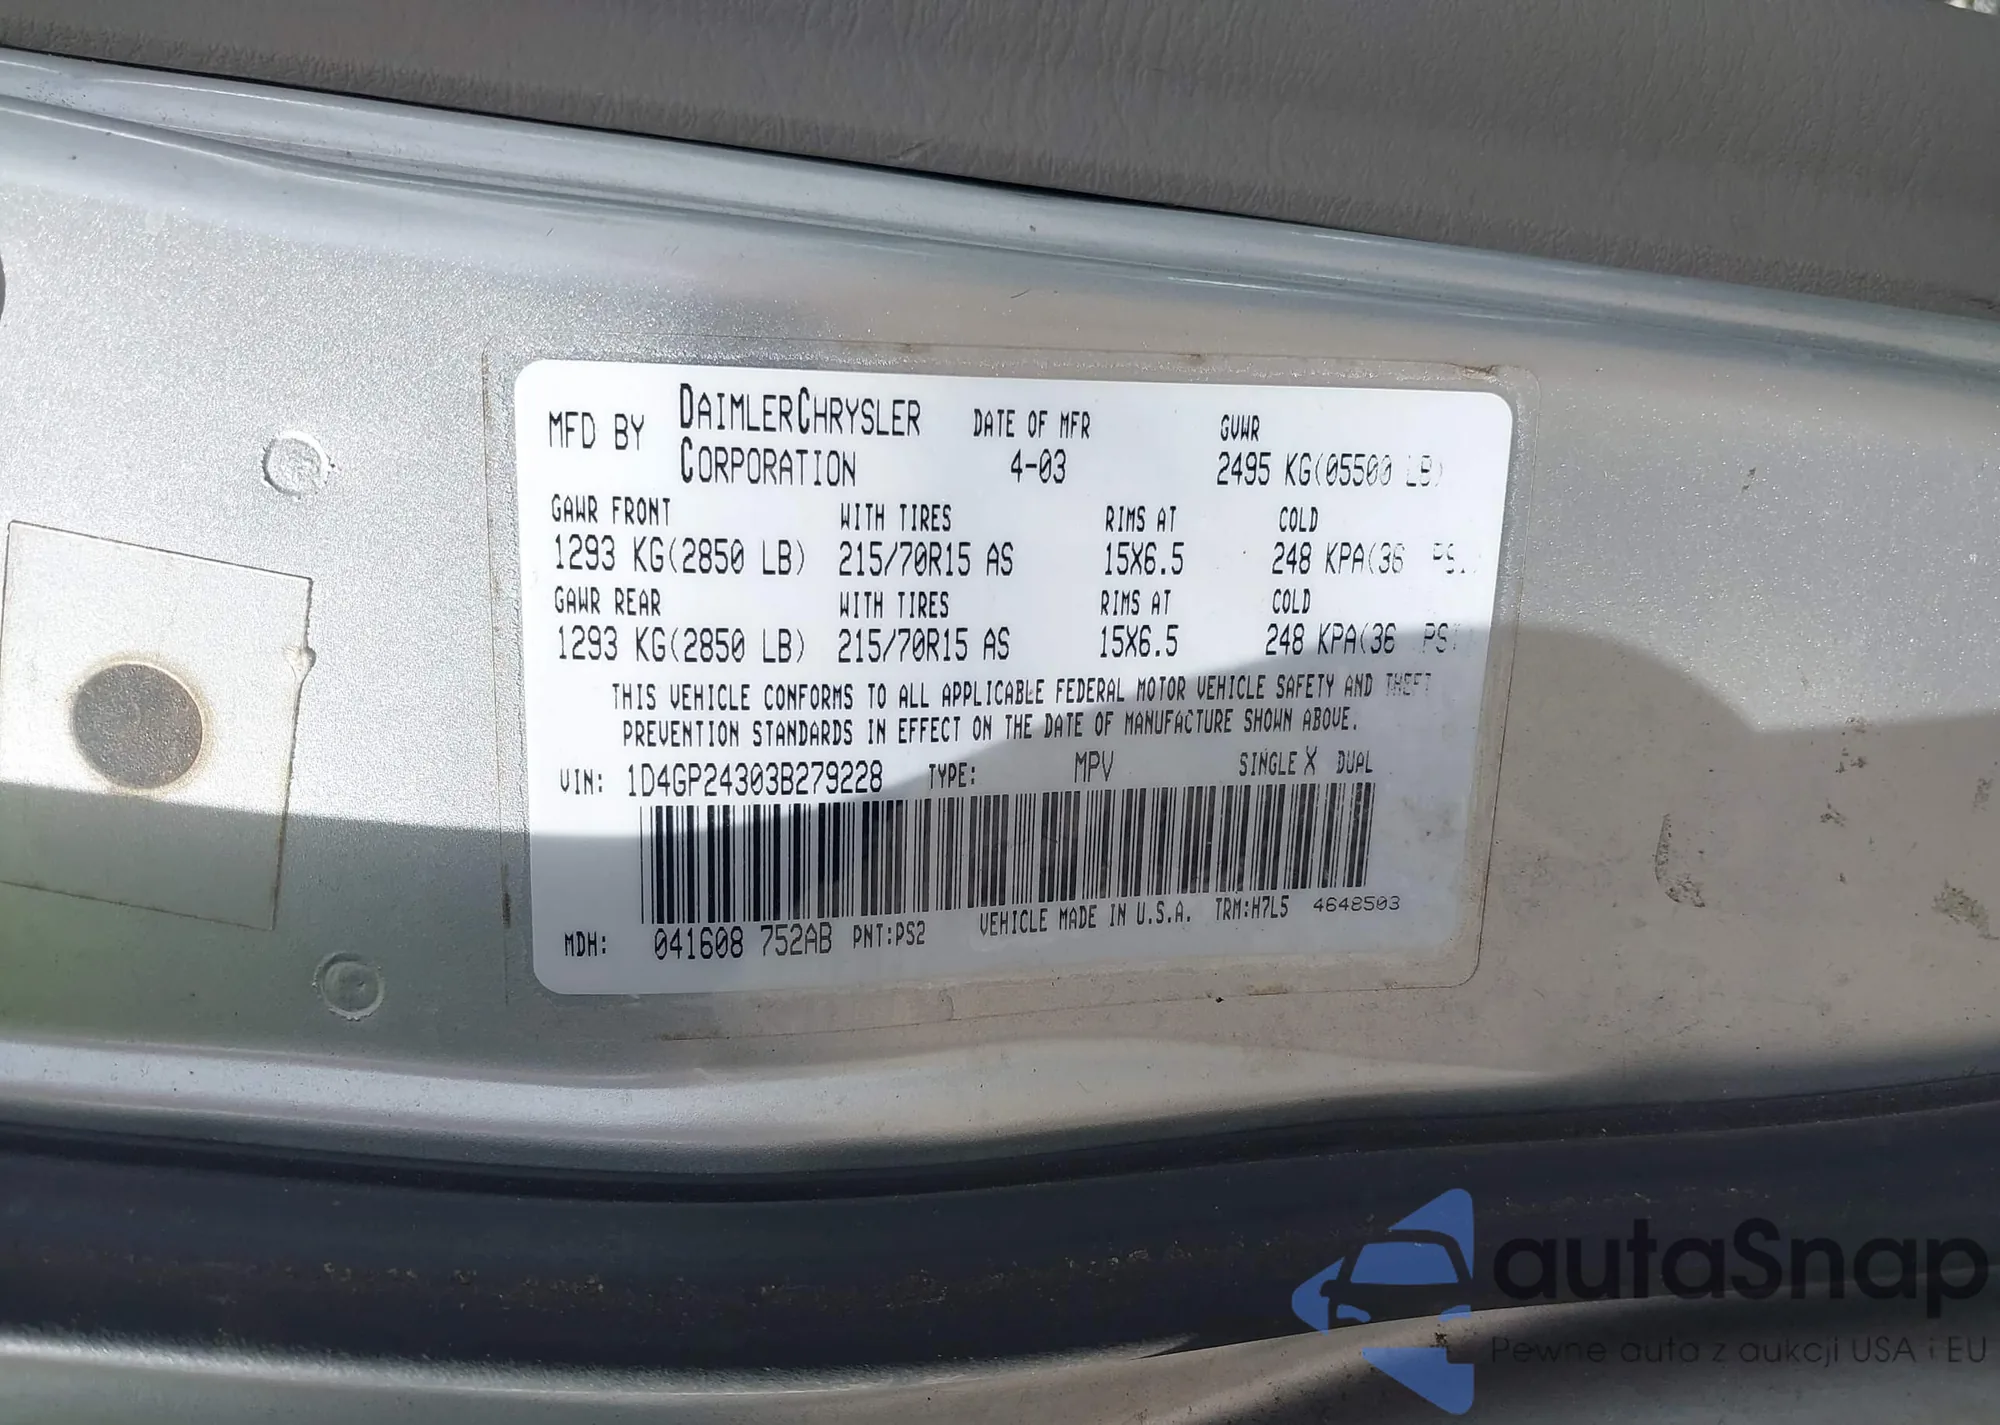 MFD BY DAIMLERCHRYSLER CORPORATION
DATE OF MFR 4-03
GVWR 2495 KG(05500 LB)
GAWR FRONT WITH TIRES RIMS AT COLD
1293 KG(2850 LB) 215/70R15 AS 15X6.5 248 KPA(36 PSI)
GAWR REAR WITH TIRES RIMS AT COLD
1293 KG(2850 LB) 215/70R15 AS 15X6.5 248 KPA(36 PSI)
THIS VEHICLE CONFORMS TO ALL APPLICABLE FEDERAL MOTOR VEHICLE SAFETY AND THEFT
PREVENTION STANDARDS IN EFFECT ON THE DATE OF MANUFACTURE SHOWN ABOVE.
VIN: 1D4GP24303B279228 TYPE: MPV SINGLE X DUAL
MDH: 041608 752AB PNT:PS2 VEHICLE MADE IN U.S.A. TRM:H7L5 4648503
autaSnap
Pewne auta z aukcji USA i EU